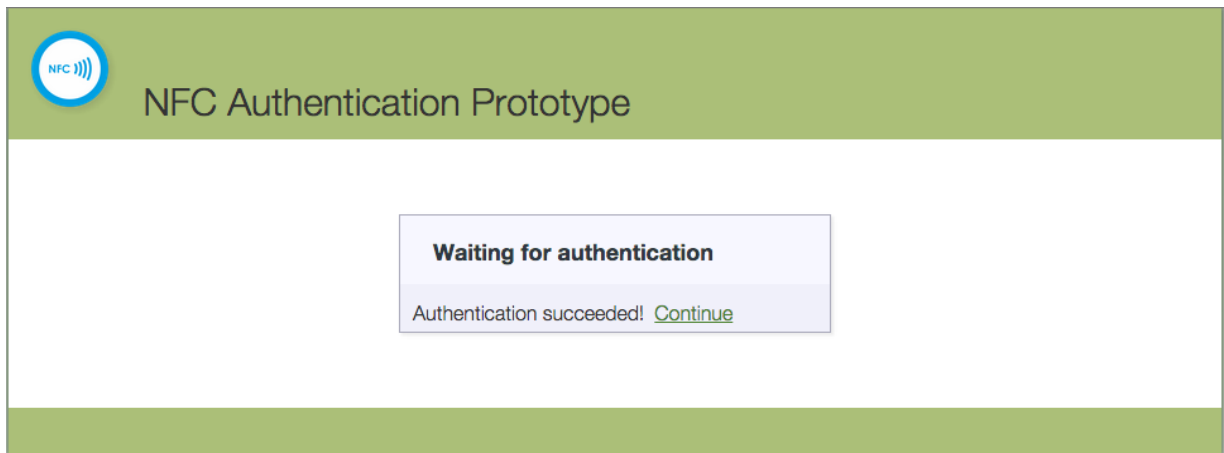 NFC
NFC Authentication Prototype
Waiting for authentication
Authentication succeeded! Continue